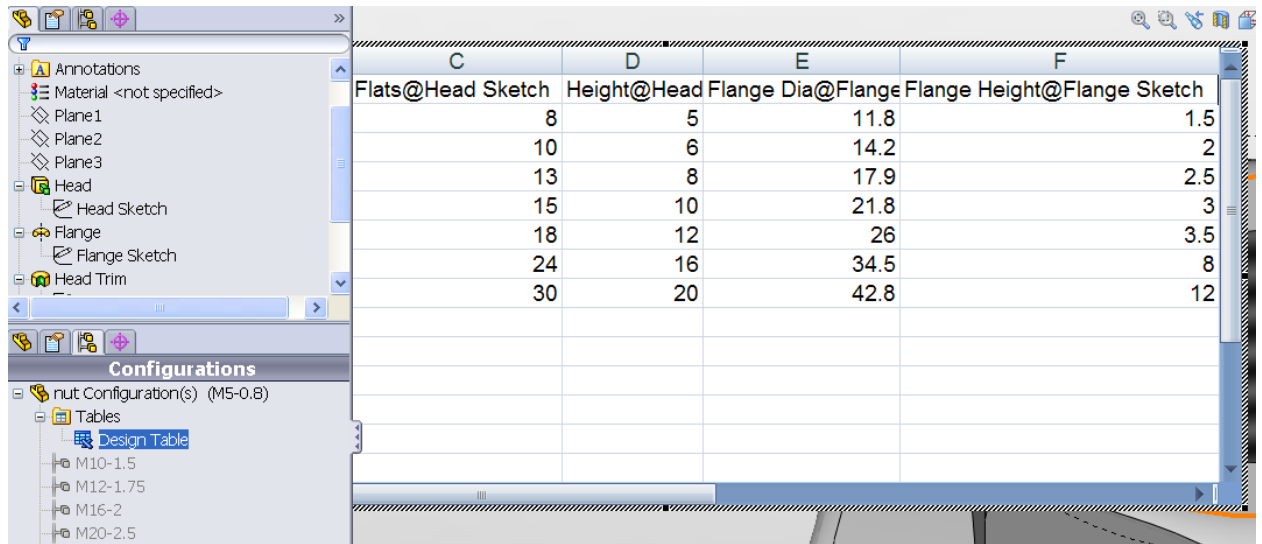 Annotations
Material <not specified>
Plane1
Plane2
Plane3
Head
Head Sketch
Flange
Flange Sketch
Head Trim
Configurations
nut Configuration(s) (M5-0.8)
Tables
Design Table
M10-1.5
M12-1.75
M16-2
M20-2.5
C D E F
Flats@Head Sketch Height@Head Flange Dia@Flange Flange Height@Flange Sketch
8 5 11.8 1.5
10 6 14.2 2
13 8 17.9 2.5
15 10 21.8 3
18 12 26 3.5
24 16 34.5 8
30 20 42.8 12